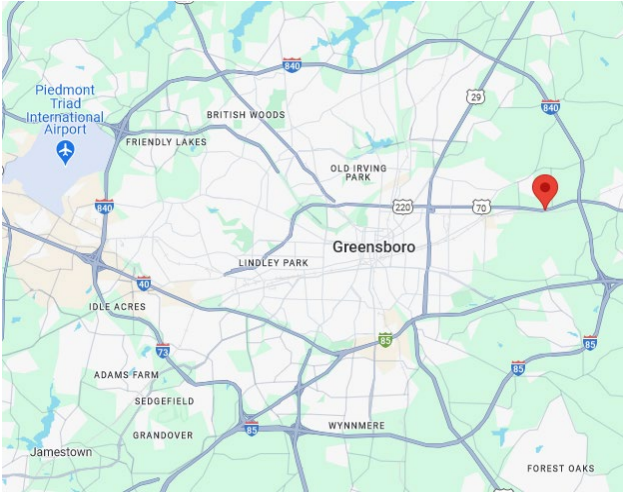 840
29
840
Piedmont
Triad
International
Airport
BRITISH WOODS
FRIENDLY LAKES
OLD IRVING
PARK
840
220
70
Greensboro
LINDLEY PARK
40
IDLE ACRES
85
85
73
85
ADAMS FARM
SEDGEFIELD
85
WYNNMERE
GRANDOVER
Jamestown
FOREST OAKS